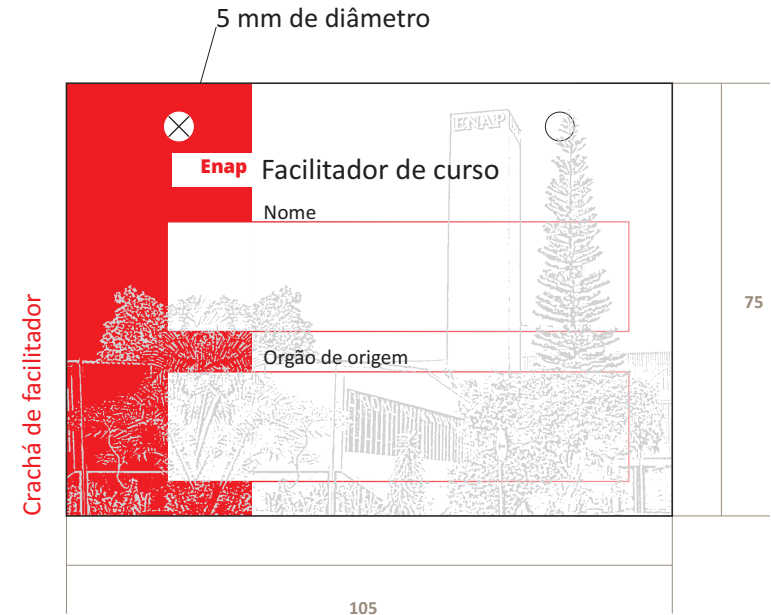 5 mm de diâmetro
ENAP
Enap Facilitador de curso
Nome
75
Crachá de facilitador
Orgão de origem
105